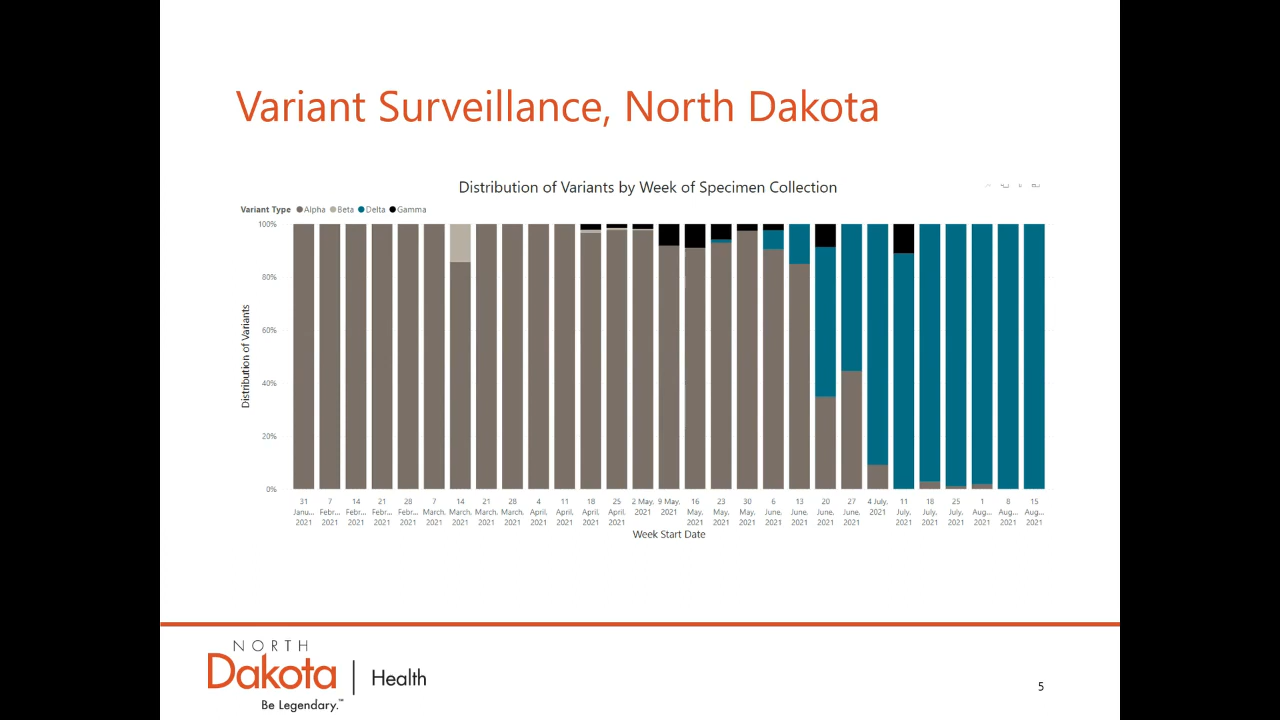 Variant Surveillance, North Dakota
Distribution of Variants by Week of Specimen Collection
Variant Type Alpha Beta Delta Gamma
100%
80%
60%
40%
20%
0%
Distribution of Variants
31 7 14 21 28 7 14 21 28 4 11 18 25 2 May, 9 May, 16 23 30 6 13 20 27 4 July, 11 18 25 1 8 15
Janu... Febr... Febr... Febr... Febr... March, March, March, March, April, April, April, April, 2021 2021 May, May, May, June, June, June, June, 2021 July, July, July, Aug... Aug... Aug...
2021 2021 2021 2021 2021 2021 2021 2021 2021 2021 2021 2021 2021 2021 2021 2021 2021 2021 2021 2021 2021 2021 2021 2021 2021 2021
Week Start Date
NORTH
Dakota
Be Legendary.™
Health
5